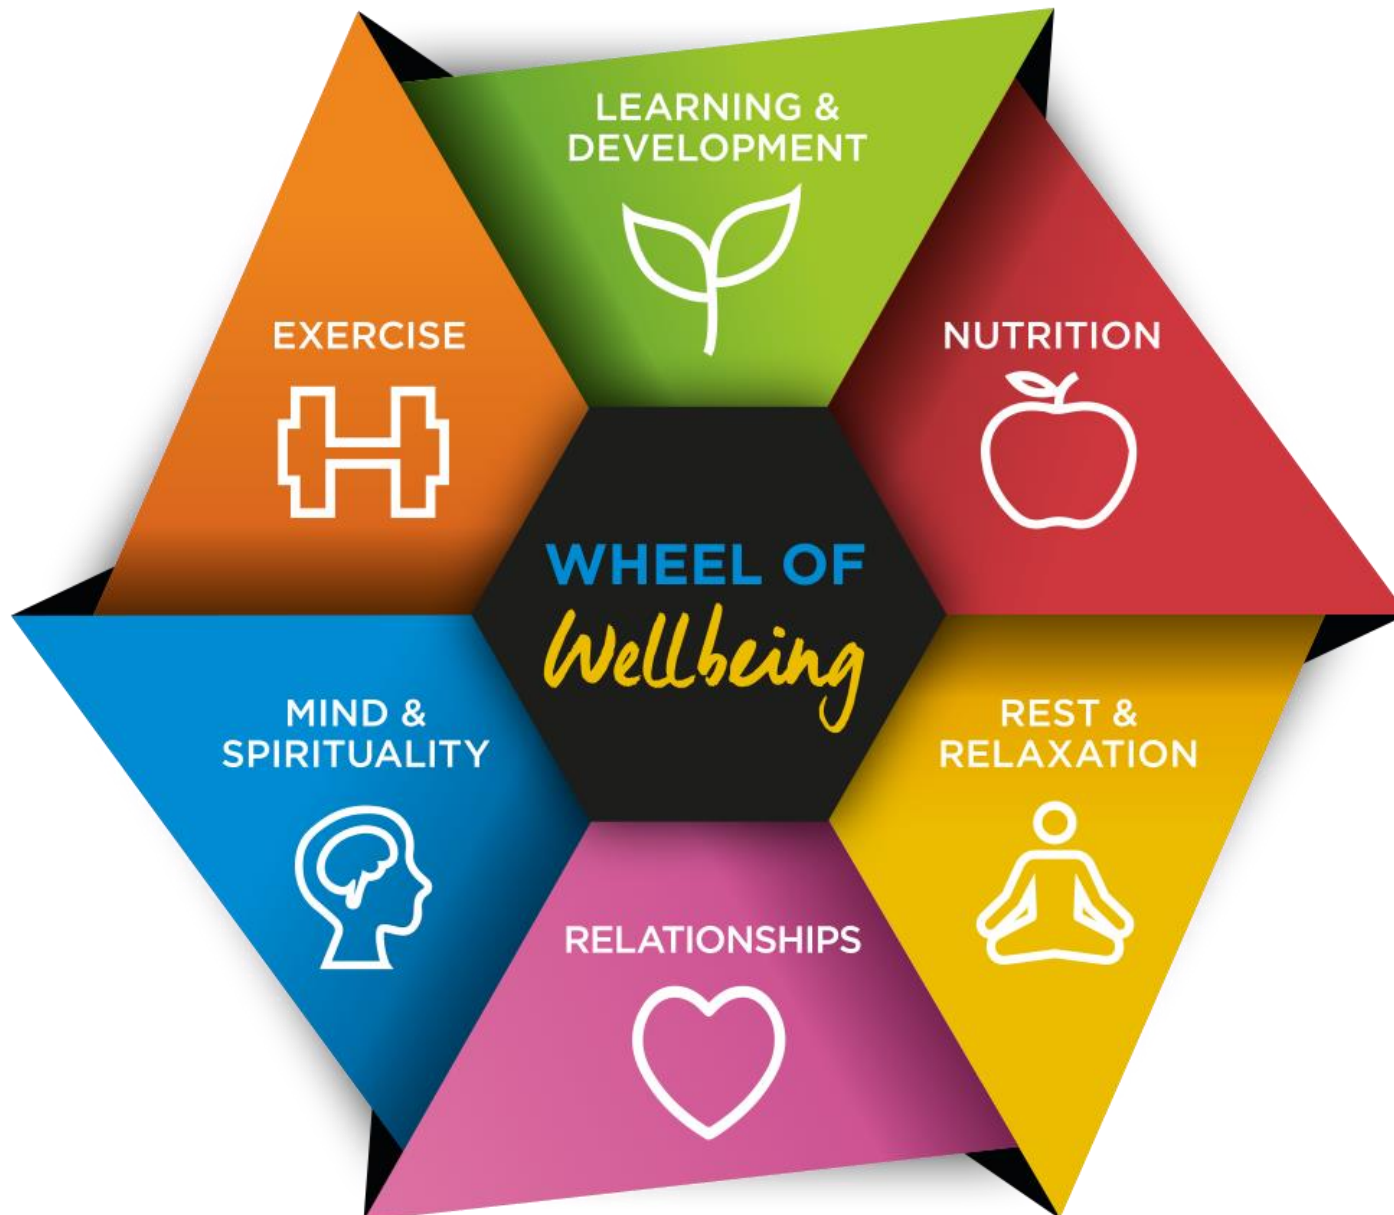 LEARNING &
DEVELOPMENT
EXERCISE
NUTRITION
WHEEL OF
Wellbeing
MIND &
SPIRITUALITY
REST &
RELAXATION
RELATIONSHIPS